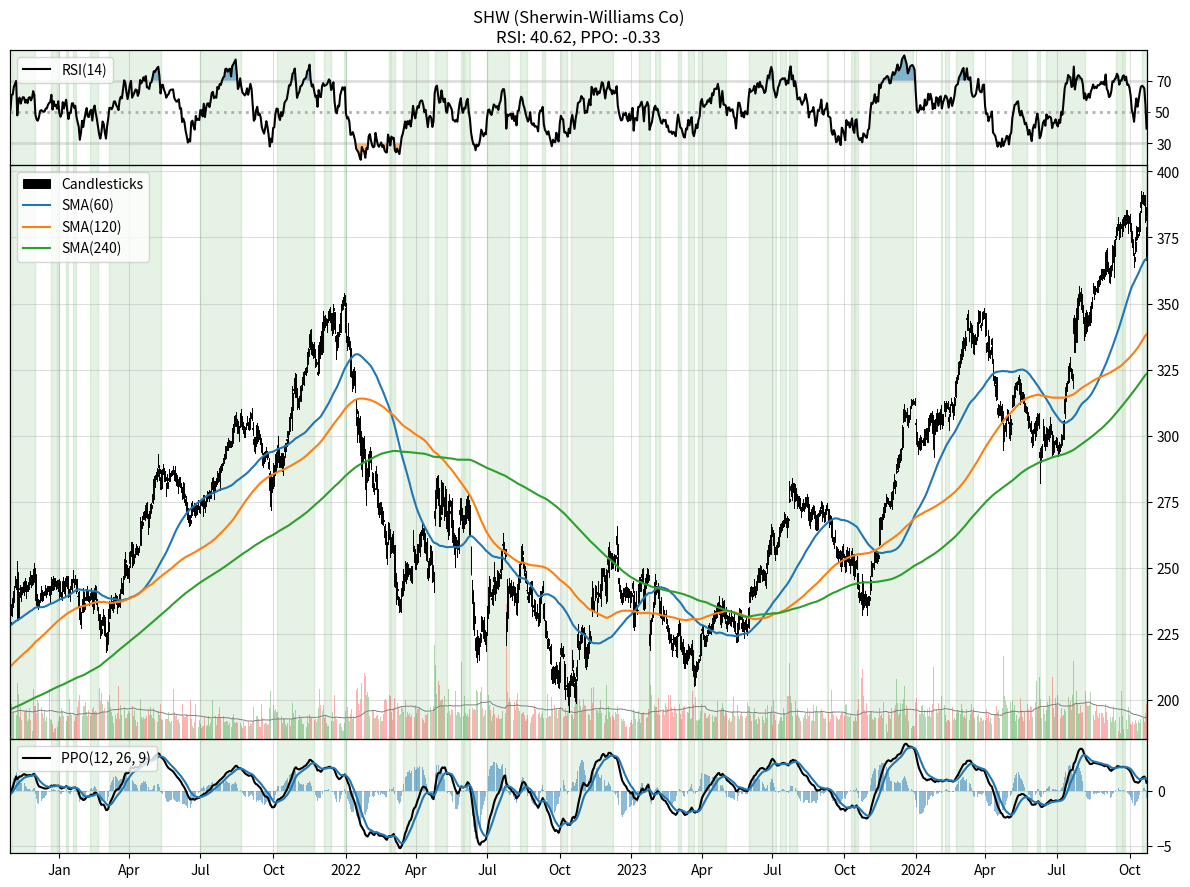 SHW (Sherwin-Williams Co)
RSI: 40.62, PPO: -0.33
RSI(14)
70
50
30
Candlesticks
SMA(60)
SMA(120)
SMA(240)
400
375
350
325
300
275
250
225
200
PPO(12, 26, 9)
0
−5
Jan Apr Jul Oct 2022 Apr Jul Oct 2023 Apr Jul Oct 2024 Apr Jul Oct